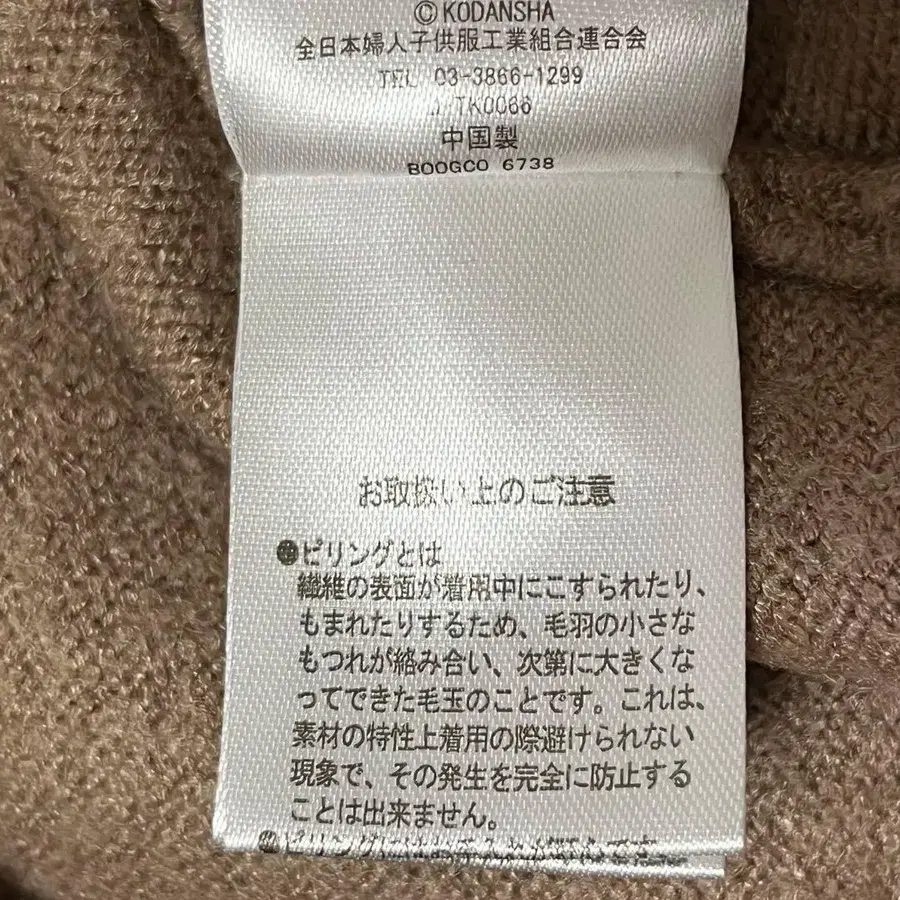 © KODANSHA
全日本婦人子供服工業組合連合会
TEL 03-3866-1299
TK0066
中国製
BOOGCO 6738
お取扱い上のご注意
●ピリングとは
繊維の表面が着用中にこすられたり、
もまれたりするため、毛羽の小さな
もつれが絡み合い、次第に大きくな
ってできた毛玉のことです。これは、
素材の特性上着用の際避けられない
現象で、その発生を完全に防止する
ことは出来ません。
●ピリング